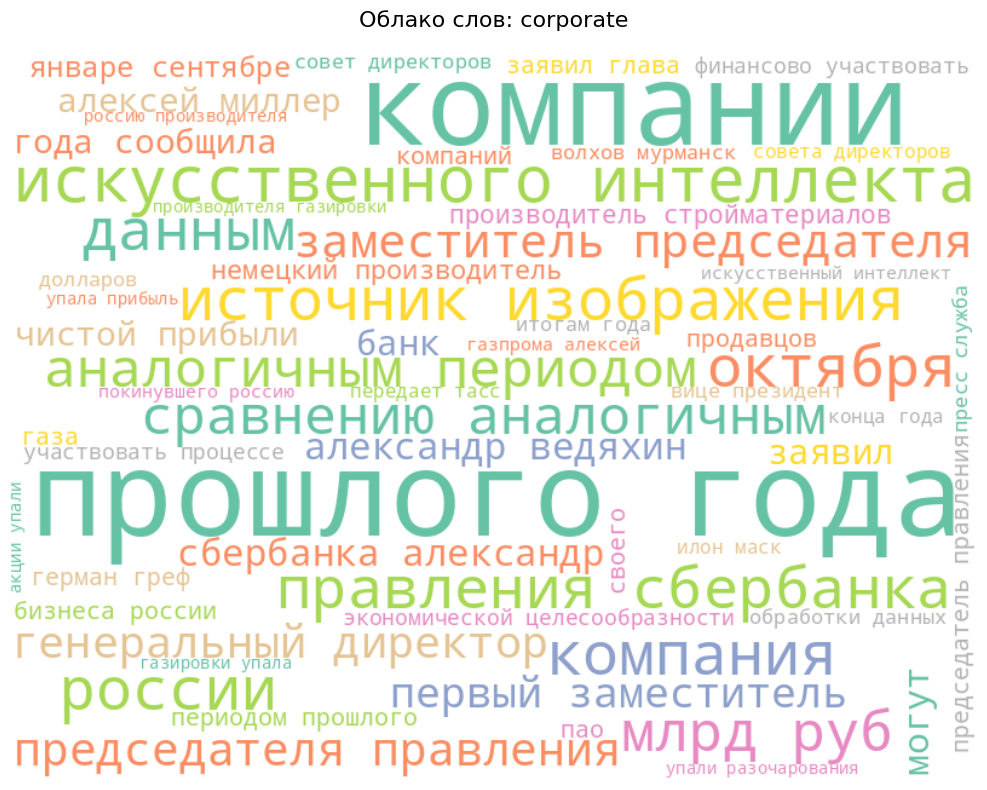 Облако слов: corporate
январе сентябре
совет директоров
заявил глава
финансово участвовать
алексей миллер
компании
россию производителя
года сообщила
компаний
волхов мурманск
совета директоров
искусственного интеллекта
производителя газировки
производитель стройматериалов
данным
заместитель председателя
немецкий производитель
искусственный интеллект
долларов
упала прибыль
источник изображения
пресс служба
итогам года
чистой прибыли
банк
газпрома алексей
продавцов
аналогичным периодом
октября
покинувшего россию
передает тасс
вице президент
сравнению аналогичным
конца года
газа
участвовать процессе
александр ведяхин
заявил
прошлого года
акции упали
своего
председатель правления
сбербанка александр
илон маск
герман греф
правления сбербанка
бизнеса россии
экономической целесообразности
обработки данных
генеральный директор
компания
газировки упала
россии
первый заместитель
могут
периодом прошлого
пао
млрд руб
председателя правления
упали разочарования